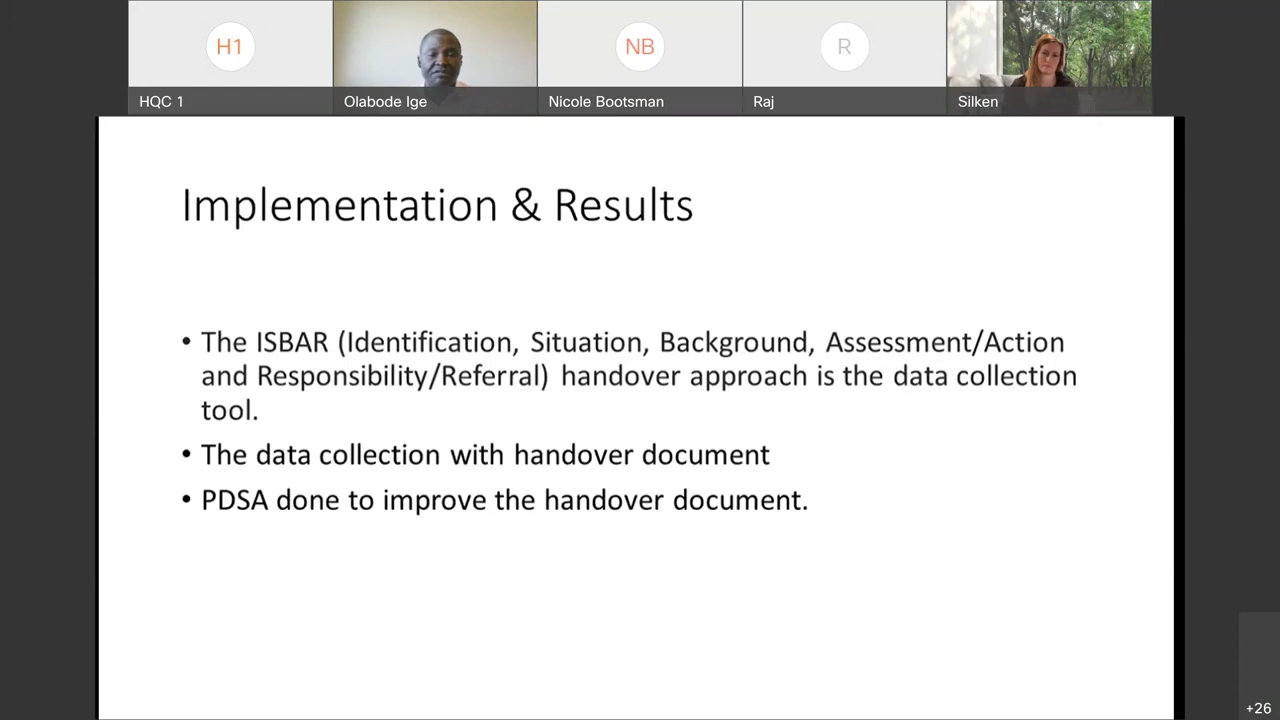 H1
NB
R
HQC 1
Olabode Ige
Nicole Bootsman
Raj
Silken
Implementation & Results
• The ISBAR (Identification, Situation, Background, Assessment/Action
and Responsibility/Referral) handover approach is the data collection
tool.
• The data collection with handover document
• PDSA done to improve the handover document.
+26